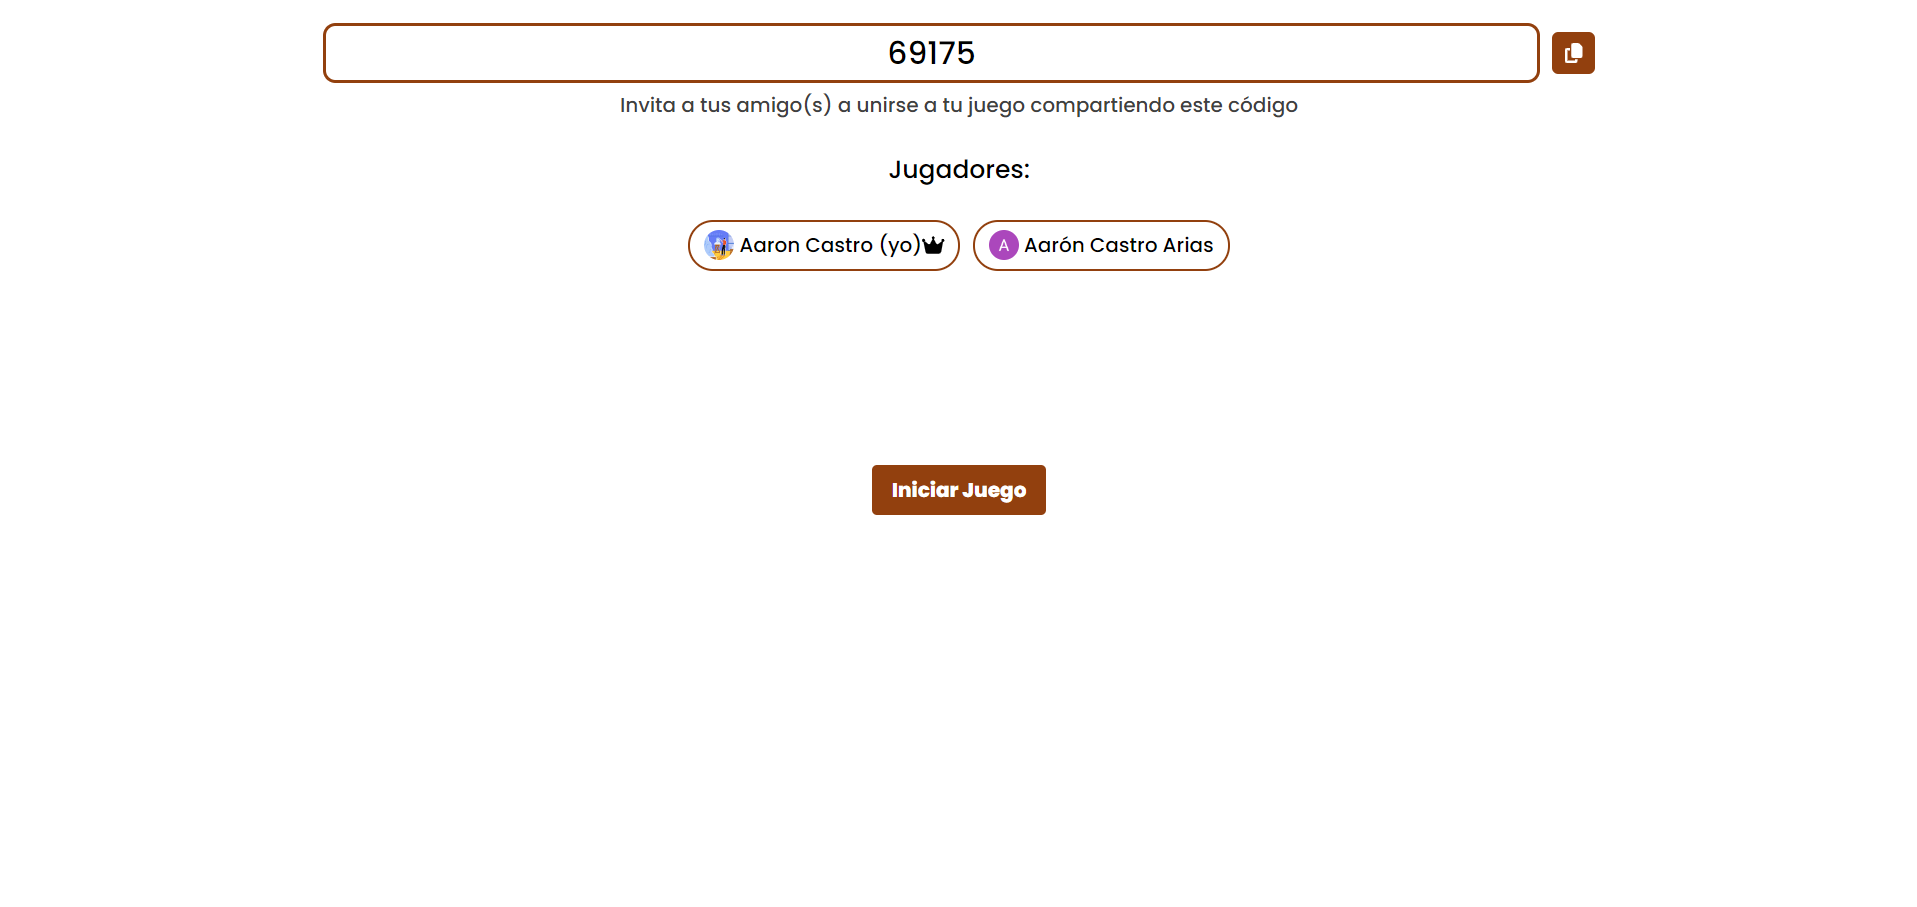 69175
Invita a tus amigo(s) a unirse a tu juego compartiendo este código
Jugadores:
Aaron Castro (yo) A Aarón Castro Arias
Iniciar Juego